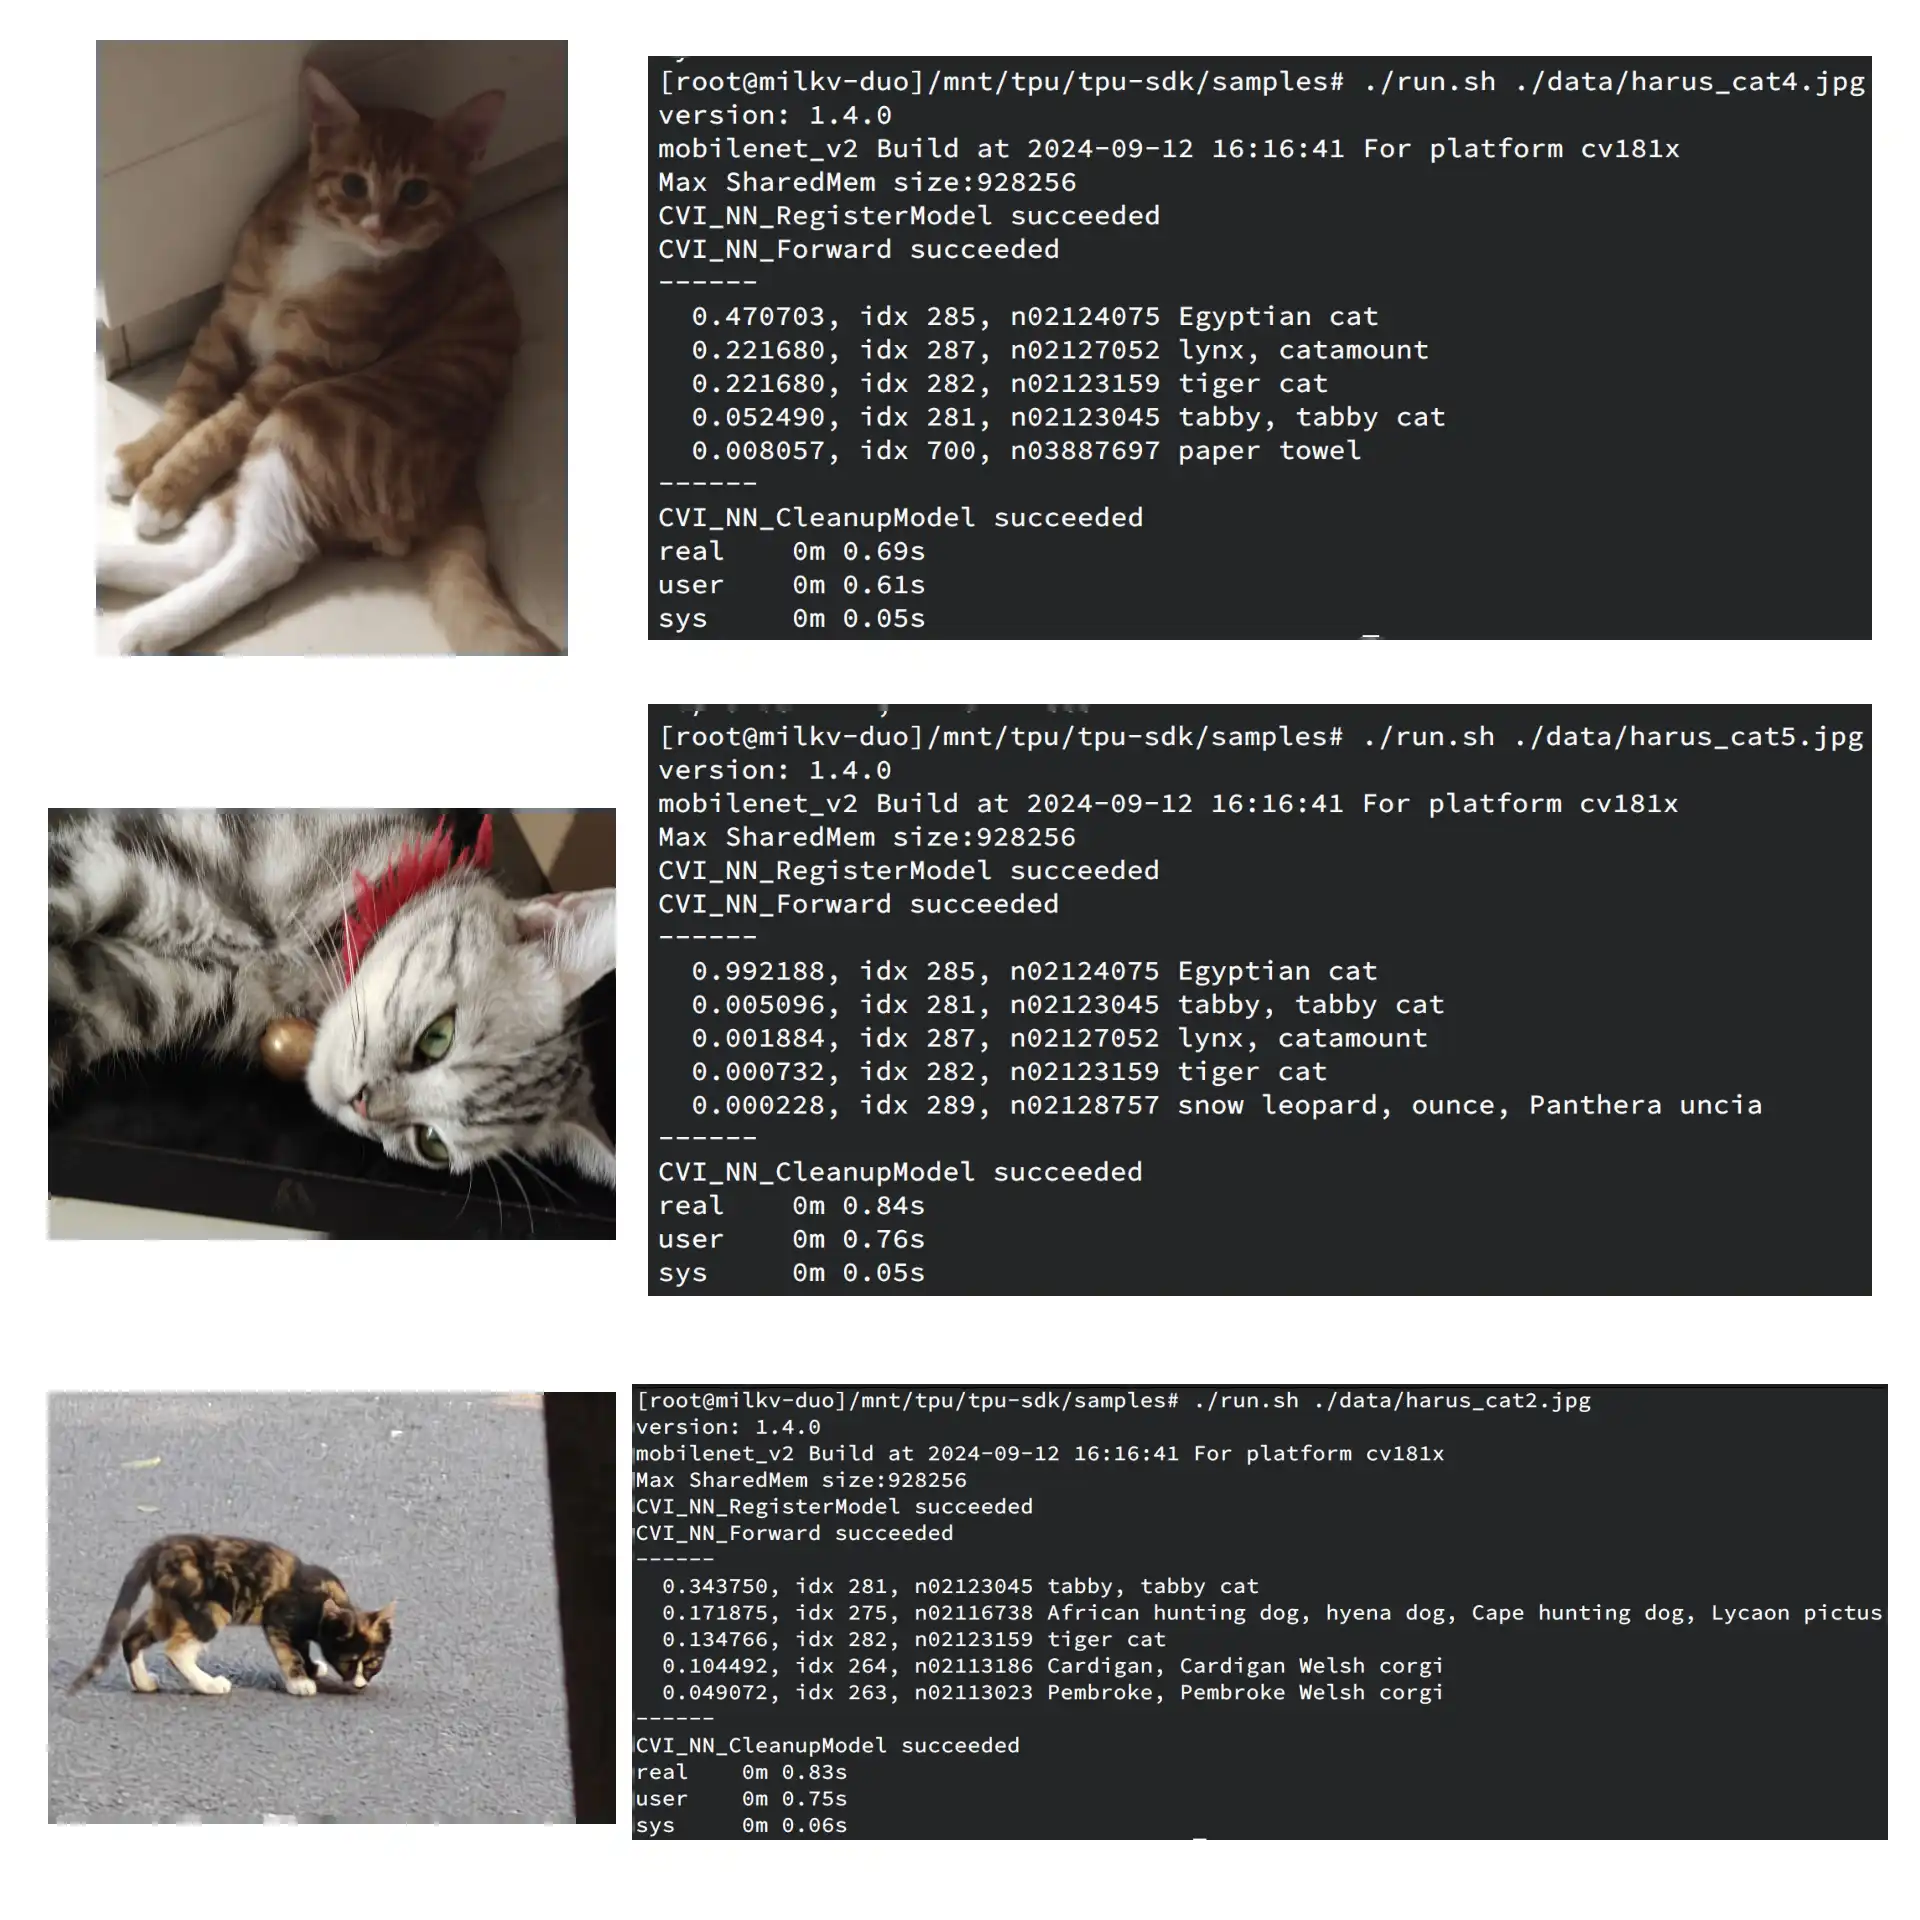 [root@milkv-duo]/mnt/tpu/tpu-sdk/samples# ./run.sh ./data/harus_cat4.jpg
version: 1.4.0
mobilenet_v2 Build at 2024-09-12 16:16:41 For platform cv181x
Max SharedMem size:928256
CVI_NN_RegisterModel succeeded
CVI_NN_Forward succeeded
------
  0.470703, idx 285, n02124075 Egyptian cat
  0.221680, idx 287, n02127052 lynx, catamount
  0.221680, idx 282, n02123159 tiger cat
  0.052490, idx 281, n02123045 tabby, tabby cat
  0.008057, idx 700, n03887697 paper towel
------
CVI_NN_CleanupModel succeeded
real    0m 0.69s
user    0m 0.61s
sys     0m 0.05s
[root@milkv-duo]/mnt/tpu/tpu-sdk/samples# ./run.sh ./data/harus_cat5.jpg
version: 1.4.0
mobilenet_v2 Build at 2024-09-12 16:16:41 For platform cv181x
Max SharedMem size:928256
CVI_NN_RegisterModel succeeded
CVI_NN_Forward succeeded
------
  0.992188, idx 285, n02124075 Egyptian cat
  0.005096, idx 281, n02123045 tabby, tabby cat
  0.001884, idx 287, n02127052 lynx, catamount
  0.000732, idx 282, n02123159 tiger cat
  0.000228, idx 289, n02128757 snow leopard, ounce, Panthera uncia
------
CVI_NN_CleanupModel succeeded
real    0m 0.84s
user    0m 0.76s
sys     0m 0.05s
[root@milkv-duo]/mnt/tpu/tpu-sdk/samples# ./run.sh ./data/harus_cat2.jpg
version: 1.4.0
mobilenet_v2 Build at 2024-09-12 16:16:41 For platform cv181x
Max SharedMem size:928256
CVI_NN_RegisterModel succeeded
CVI_NN_Forward succeeded
------
  0.343750, idx 281, n02123045 tabby, tabby cat
  0.171875, idx 275, n02116738 African hunting dog, hyena dog, Cape hunting dog, Lycaon pictus
  0.134766, idx 282, n02123159 tiger cat
  0.104492, idx 264, n02113186 Cardigan, Cardigan Welsh corgi
  0.049072, idx 263, n02113023 Pembroke, Pembroke Welsh corgi
------
CVI_NN_CleanupModel succeeded
real    0m 0.83s
user    0m 0.75s
sys     0m 0.06s